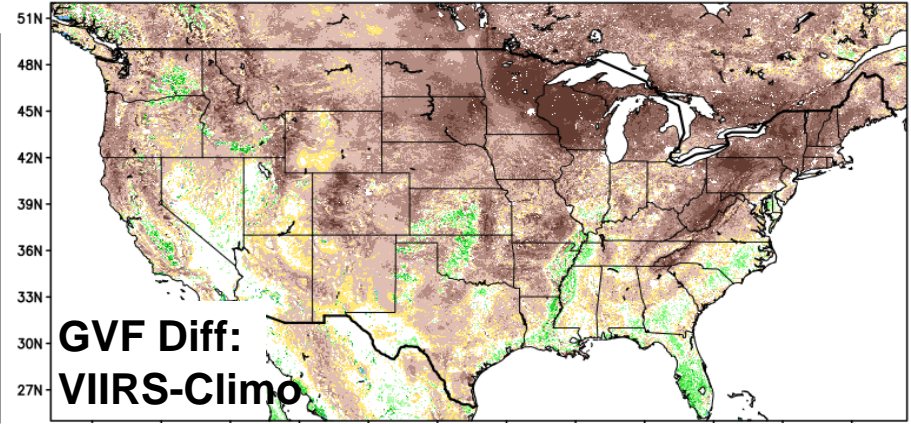 51N
48N
45N
42N
39N
36N
33N
30N
27N
GVF Diff:
VIIRS-Climo